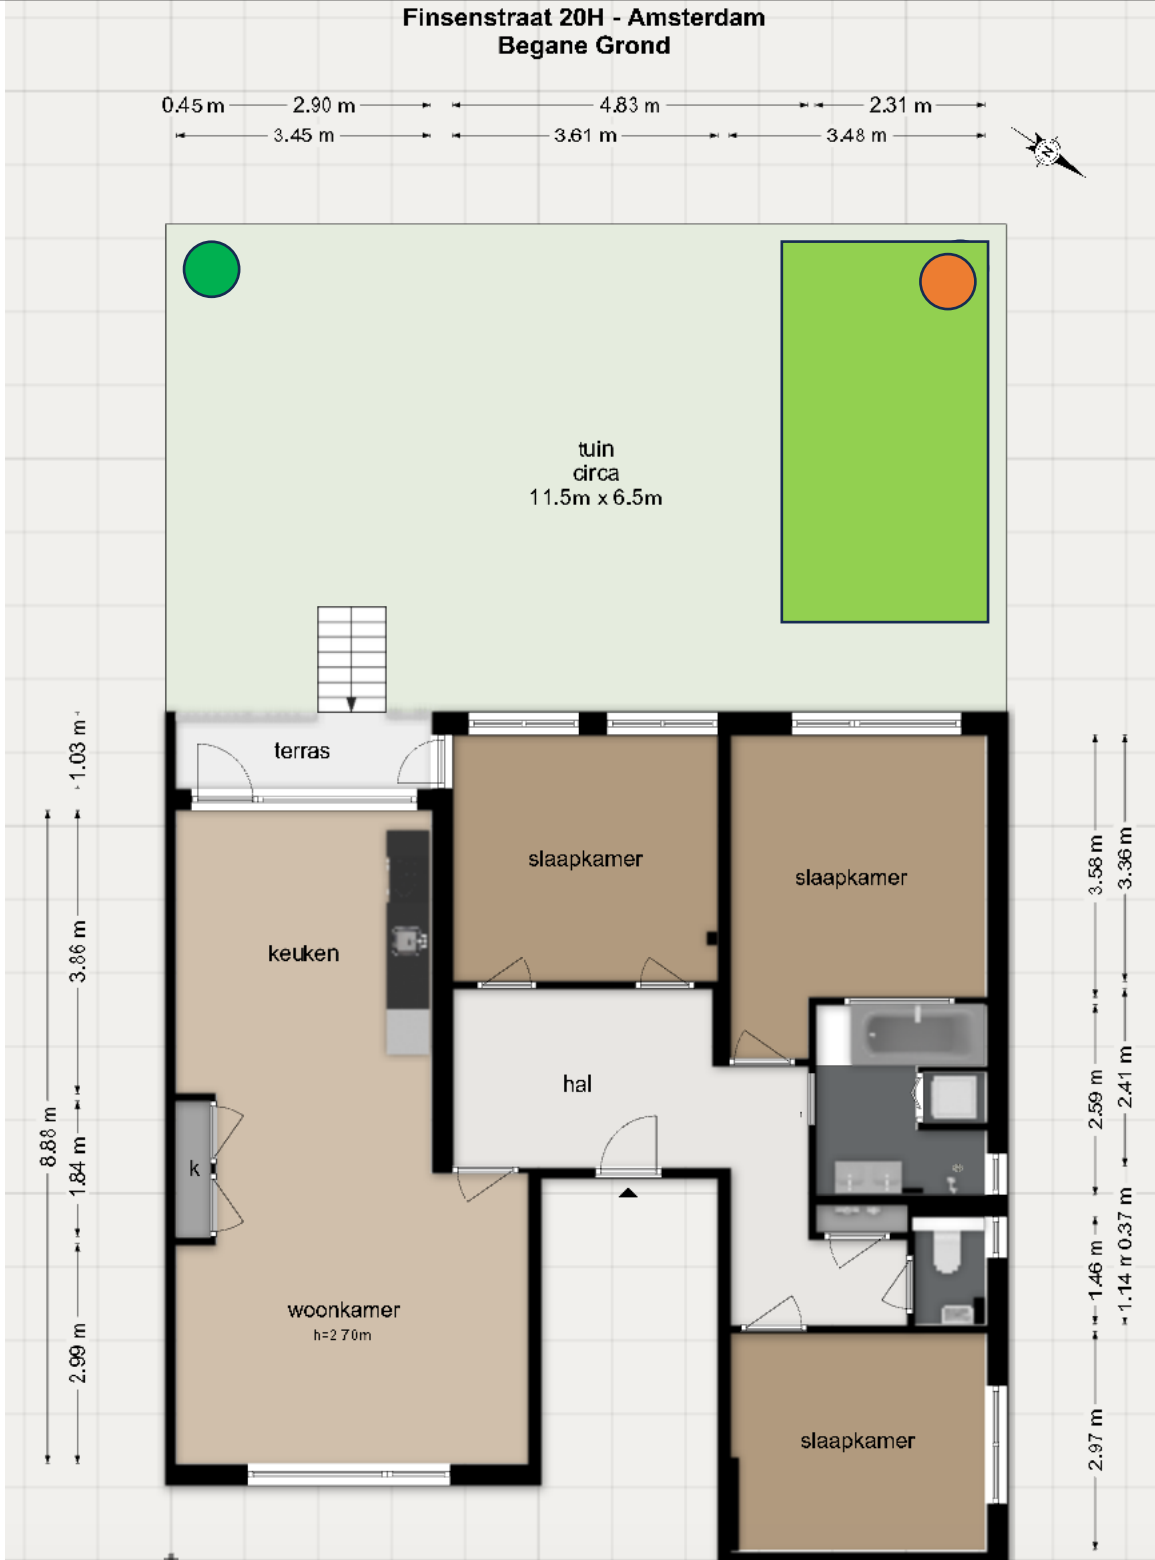 Finsenstraat 20H - Amsterdam
Begane Grond
0.45 m 2.90 m 4.83 m 2.31 m
3.45 m 3.61 m 3.48 m
N
tuin
circa
11.5m x 6.5m
1.03 m
terras
slaapkamer
slaapkamer
3.58 m
3.36 m
keuken
3.86 m
hal
2.59 m
2.41 m
8.88 m
1.84 m
k
1.46 m
1.14 m
0.37 m
woonkamer
h=2.70m
2.99 m
slaapkamer
2.97 m